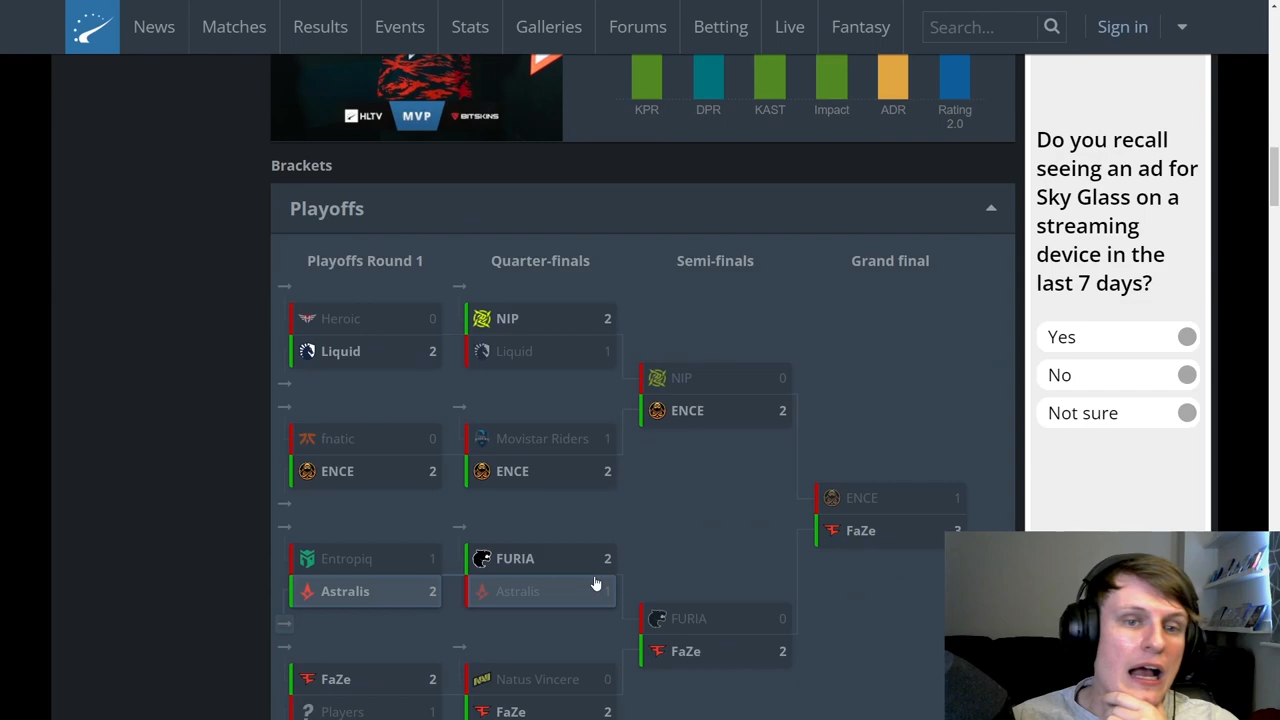 News
Matches
Results
Events
Stats
Galleries
Forums
Betting
Live
Fantasy
Search...
Sign in
HLTV
MVP
BITSKINS
KPR
DPR
KAST
Impact
ADR
Rating
2.0
Brackets
Playoffs
Playoffs Round 1
Quarter-finals
Semi-finals
Grand final
Heroic 0
Liquid 2
fnatic 0
ENCE 2
Entropiq 1
Astralis 2
FaZe 2
Players 1
NIP 2
Liquid 1
Movistar Riders 1
ENCE 2
FURIA 2
Astralis 1
Natus Vincere 0
FaZe 2
NIP 0
ENCE 2
FURIA 0
FaZe 2
ENCE 1
FaZe 3
Do you recall
seeing an ad for
Sky Glass on a
streaming
device in the
last 7 days?
Yes
No
Not sure